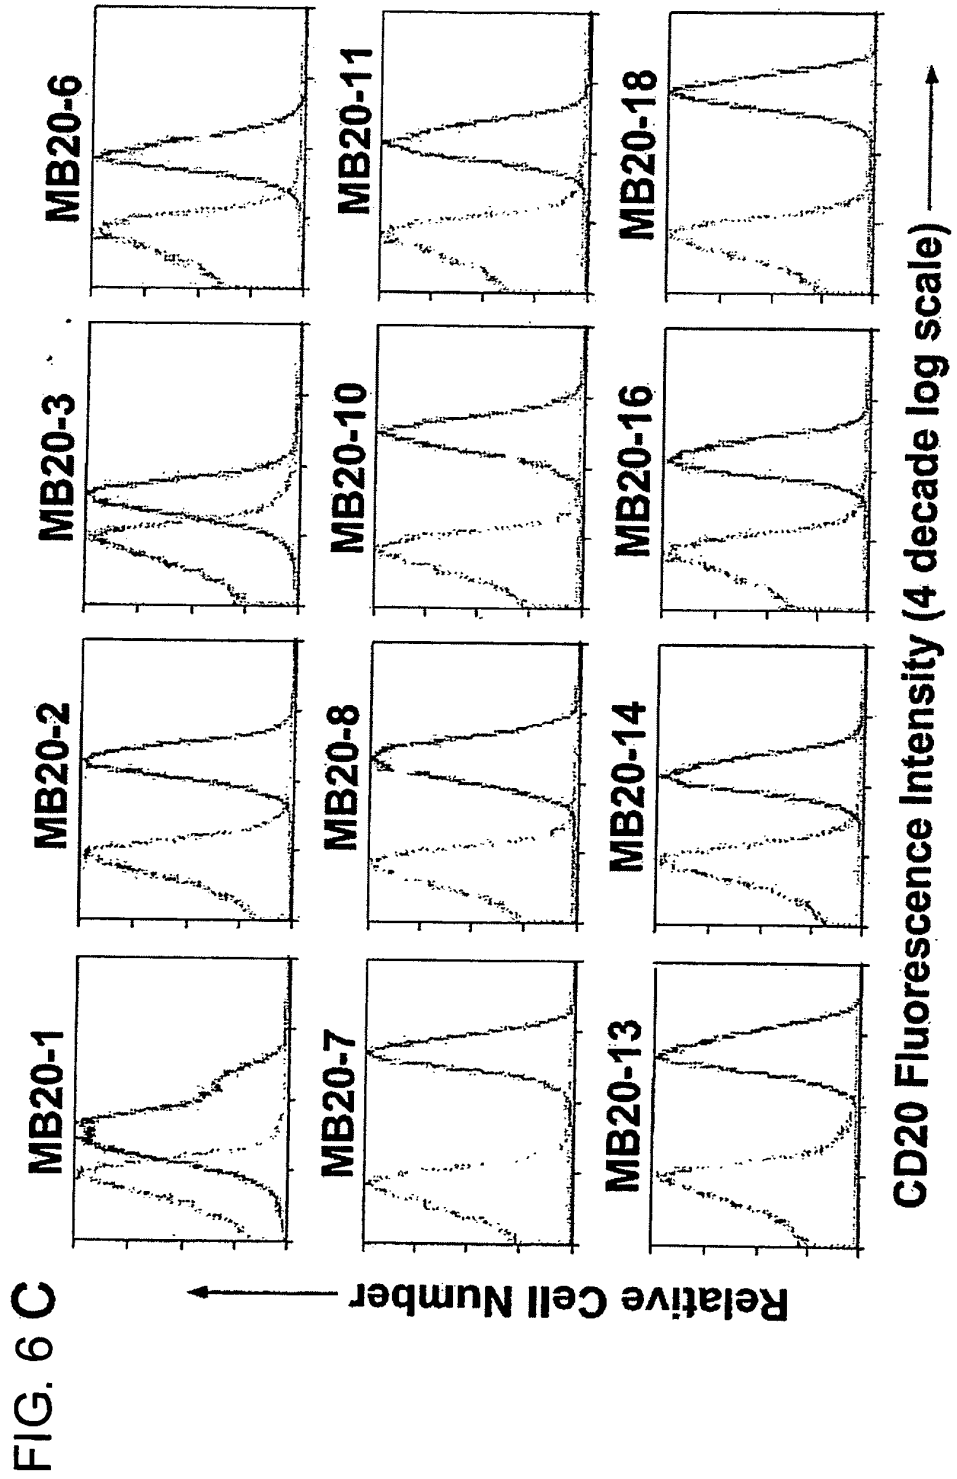 FIG. 6 C
MB20-1
MB20-2
MB20-3
MB20-6
MB20-7
MB20-8
MB20-10
MB20-11
MB20-13
MB20-14
MB20-16
MB20-18
Relative Cell Number
CD20 Fluorescence Intensity (4 decade log scale)